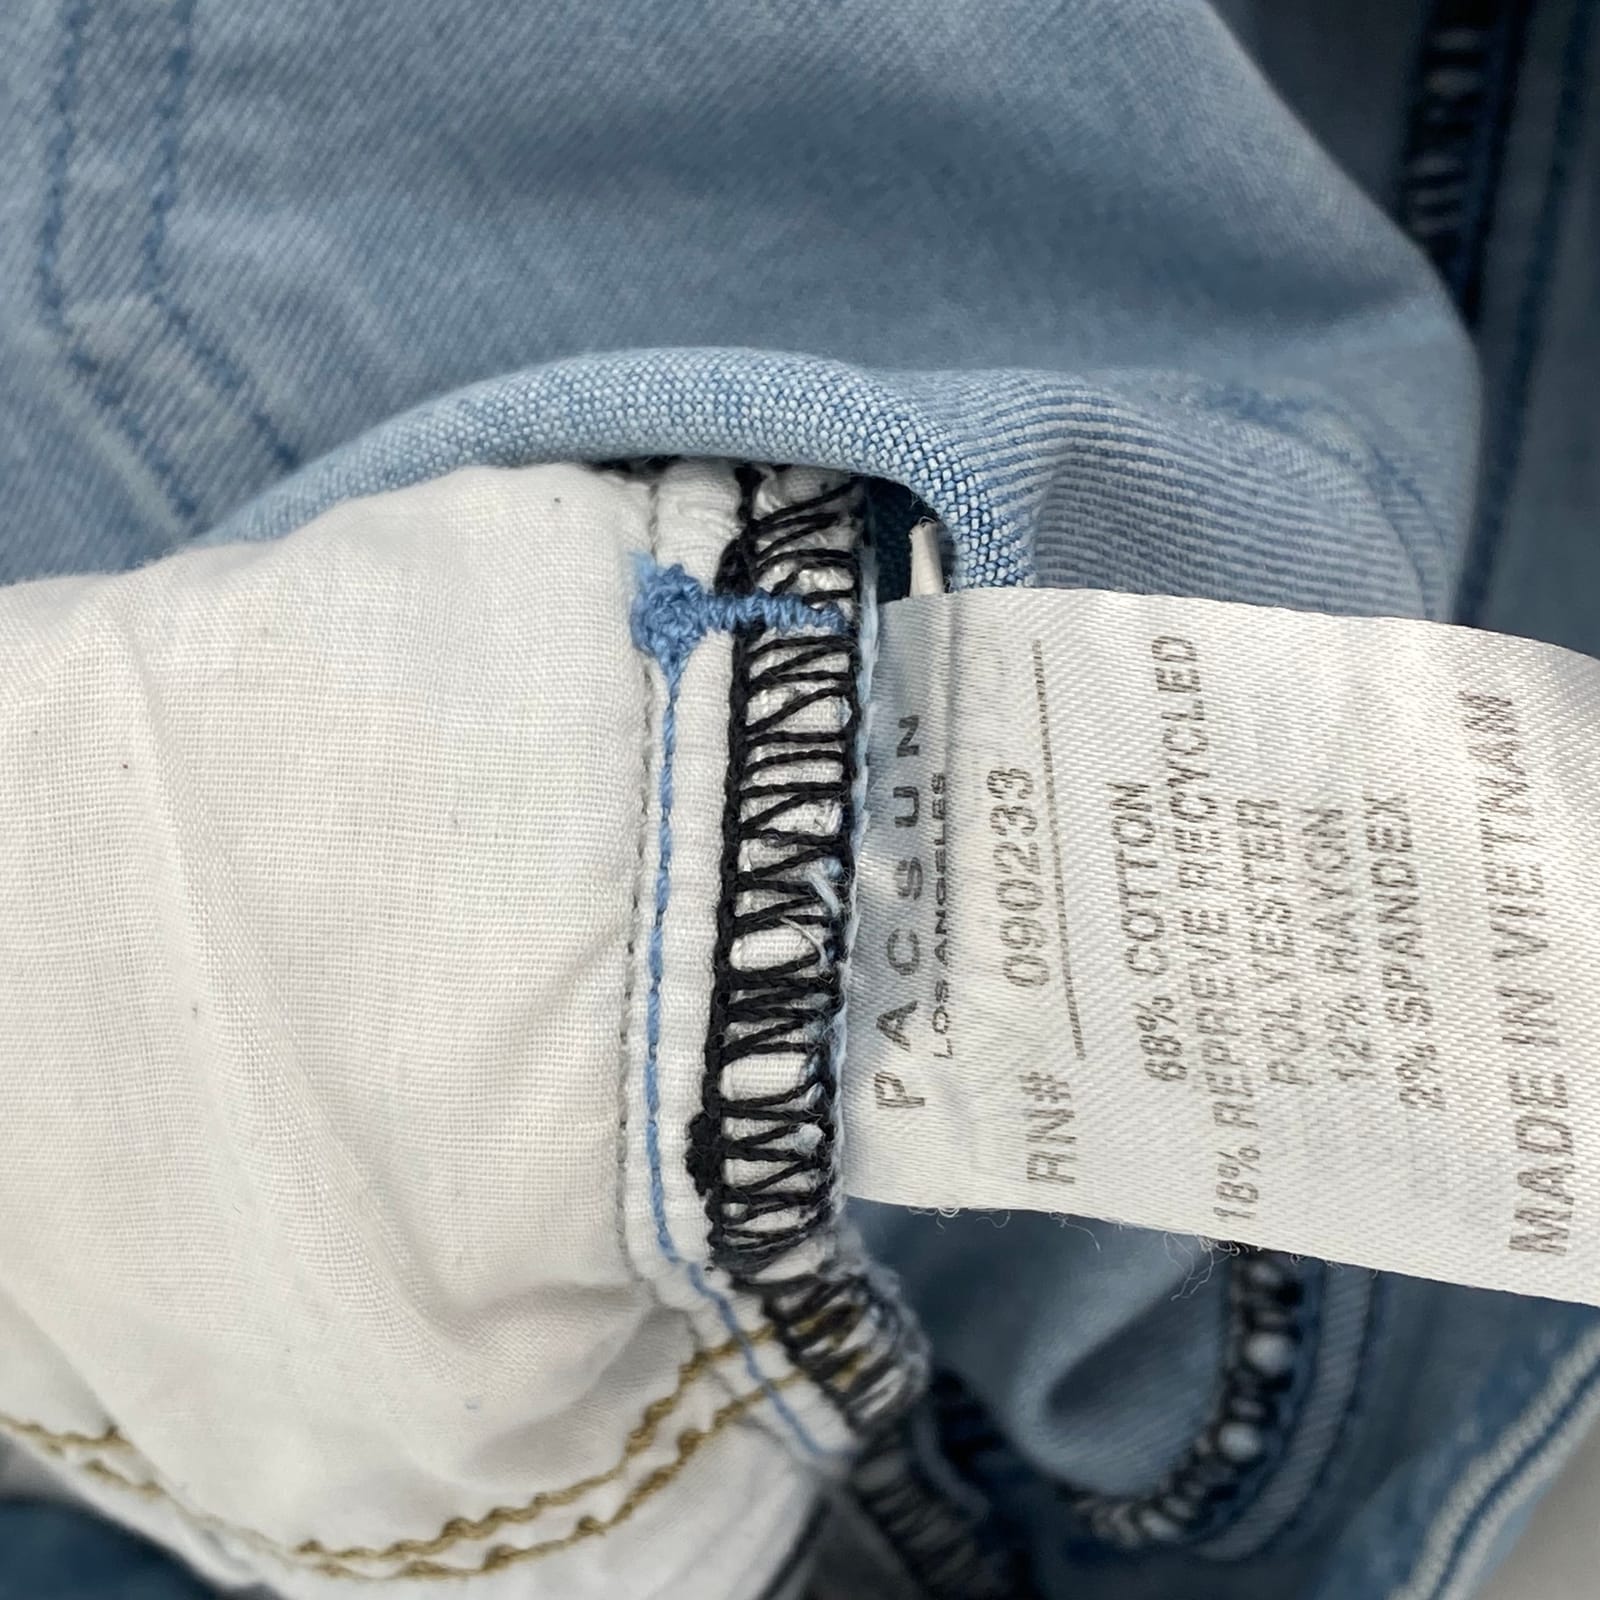 PACSUN
LOS ANGELES
RN# 090233
68% COTTON
18% REPREVE RECYCLED
POLYESTER
12% RAYON
2% SPANDEX
MADE IN VIETNAM